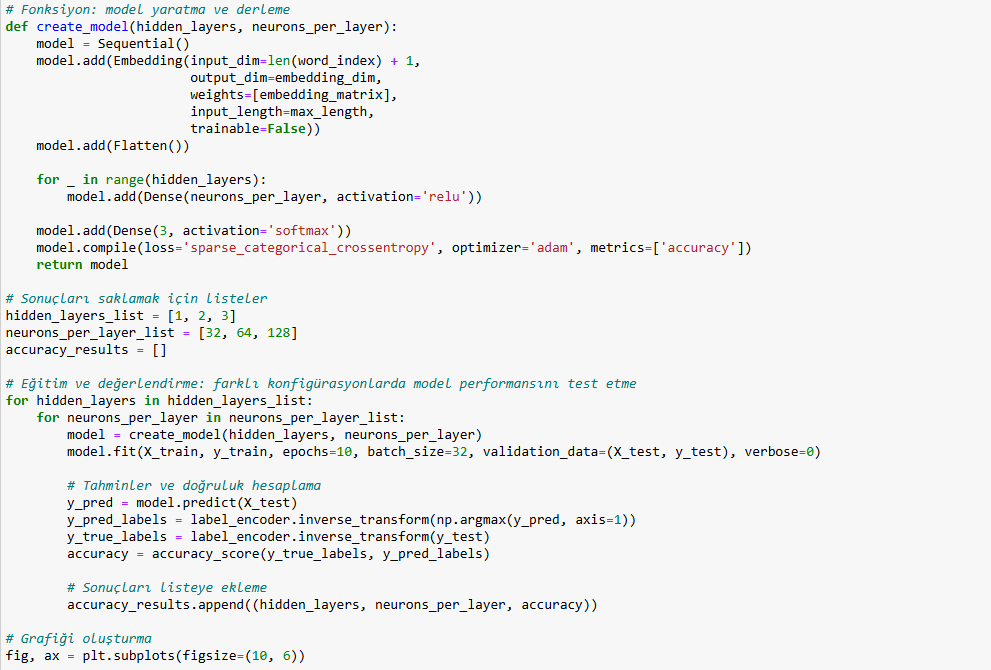 # Fonksiyon: model yaratma ve derleme
def create_model(hidden_layers, neurons_per_layer):
    model = Sequential()
    model.add(Embedding(input_dim=len(word_index) + 1,
                        output_dim=embedding_dim,
                        weights=[embedding_matrix],
                        input_length=max_length,
                        trainable=False))
    model.add(Flatten())
    for _ in range(hidden_layers):
        model.add(Dense(neurons_per_layer, activation='relu'))
    model.add(Dense(3, activation='softmax'))
    model.compile(loss='sparse_categorical_crossentropy', optimizer='adam', metrics=['accuracy'])
    return model
# Sonuçları saklamak için listeler
hidden_layers_list = [1, 2, 3]
neurons_per_layer_list = [32, 64, 128]
accuracy_results = []
# Eğitim ve değerlendirme: farklı konfigürasyonlarda model performansını test etme
for hidden_layers in hidden_layers_list:
    for neurons_per_layer in neurons_per_layer_list:
        model = create_model(hidden_layers, neurons_per_layer)
        model.fit(X_train, y_train, epochs=10, batch_size=32, validation_data=(X_test, y_test), verbose=0)
        # Tahminler ve doğruluk hesaplama
        y_pred = model.predict(X_test)
        y_pred_labels = label_encoder.inverse_transform(np.argmax(y_pred, axis=1))
        y_true_labels = label_encoder.inverse_transform(y_test)
        accuracy = accuracy_score(y_true_labels, y_pred_labels)
        # Sonuçları listeye ekleme
        accuracy_results.append((hidden_layers, neurons_per_layer, accuracy))
# Grafiği oluşturma
fig, ax = plt.subplots(figsize=(10, 6))